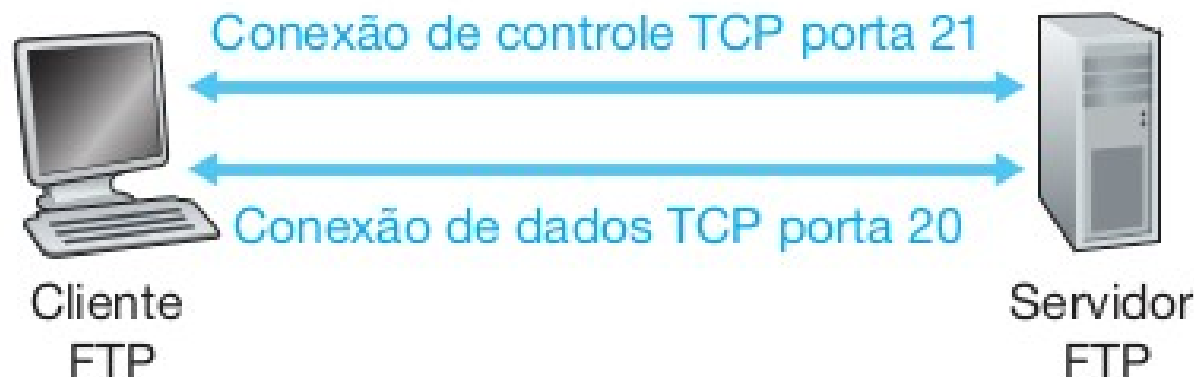 Conexão de controle TCP porta 21
Conexão de dados TCP porta 20
Cliente
FTP
Servidor
FTP